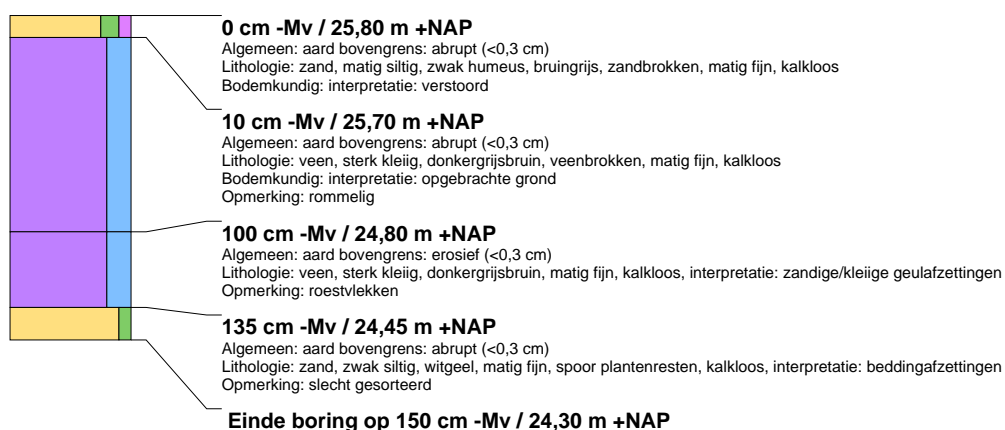 0 cm -Mv / 25,80 m +NAP
Algemeen: aard bovengrens: abrupt (<0,3 cm)
Lithologie: zand, matig siltig, zwak humeus, bruingrijs, zandbrokken, matig fijn, kalkloos
Bodemkundig: interpretatie: verstoord
10 cm -Mv / 25,70 m +NAP
Algemeen: aard bovengrens: abrupt (<0,3 cm)
Lithologie: veen, sterk kleiig, donkergrijsbruin, veenbrokken, matig fijn, kalkloos
Bodemkundig: interpretatie: opgebrachte grond
Opmerking: rommelig
100 cm -Mv / 24,80 m +NAP
Algemeen: aard bovengrens: erosief (<0,3 cm)
Lithologie: veen, sterk kleiig, donkergrijsbruin, matig fijn, kalkloos, interpretatie: zandige/kleiige geulafzettingen
Opmerking: roestvlekken
135 cm -Mv / 24,45 m +NAP
Algemeen: aard bovengrens: abrupt (<0,3 cm)
Lithologie: zand, zwak siltig, witgeel, matig fijn, spoor plantenresten, kalkloos, interpretatie: beddingafzettingen
Opmerking: slecht gesorteerd
Einde boring op 150 cm -Mv / 24,30 m +NAP